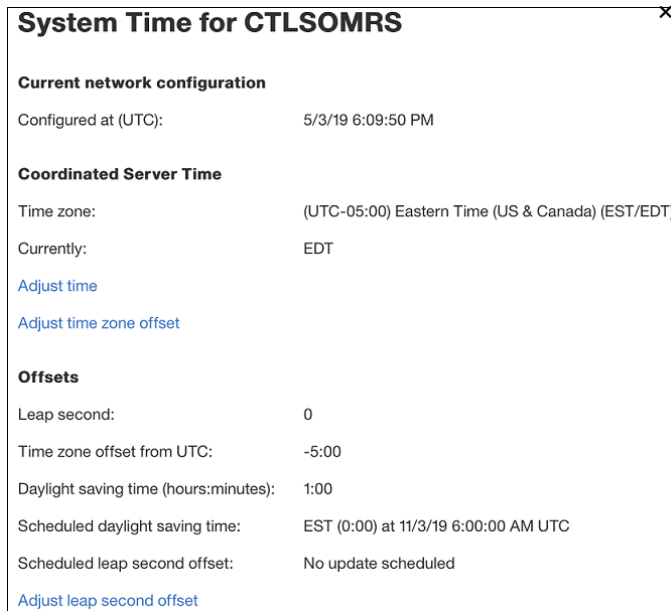 System Time for CTLSOMRS
Current network configuration
Configured at (UTC): 5/3/19 6:09:50 PM
Coordinated Server Time
Time zone: (UTC-05:00) Eastern Time (US & Canada) (EST/EDT)
Currently: EDT
Adjust time
Adjust time zone offset
Offsets
Leap second: 0
Time zone offset from UTC: -5:00
Daylight saving time (hours:minutes): 1:00
Scheduled daylight saving time: EST (0:00) at 11/3/19 6:00:00 AM UTC
Scheduled leap second offset: No update scheduled
Adjust leap second offset